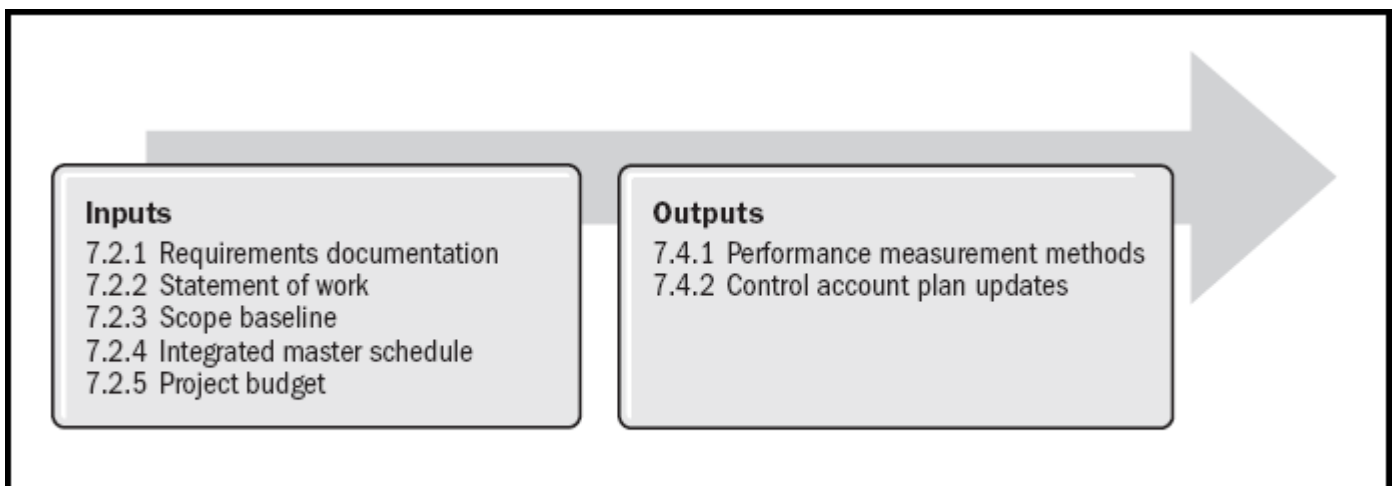 Inputs
7.2.1 Requirements documentation
7.2.2 Statement of work
7.2.3 Scope baseline
7.2.4 Integrated master schedule
7.2.5 Project budget
Outputs
7.4.1 Performance measurement methods
7.4.2 Control account plan updates